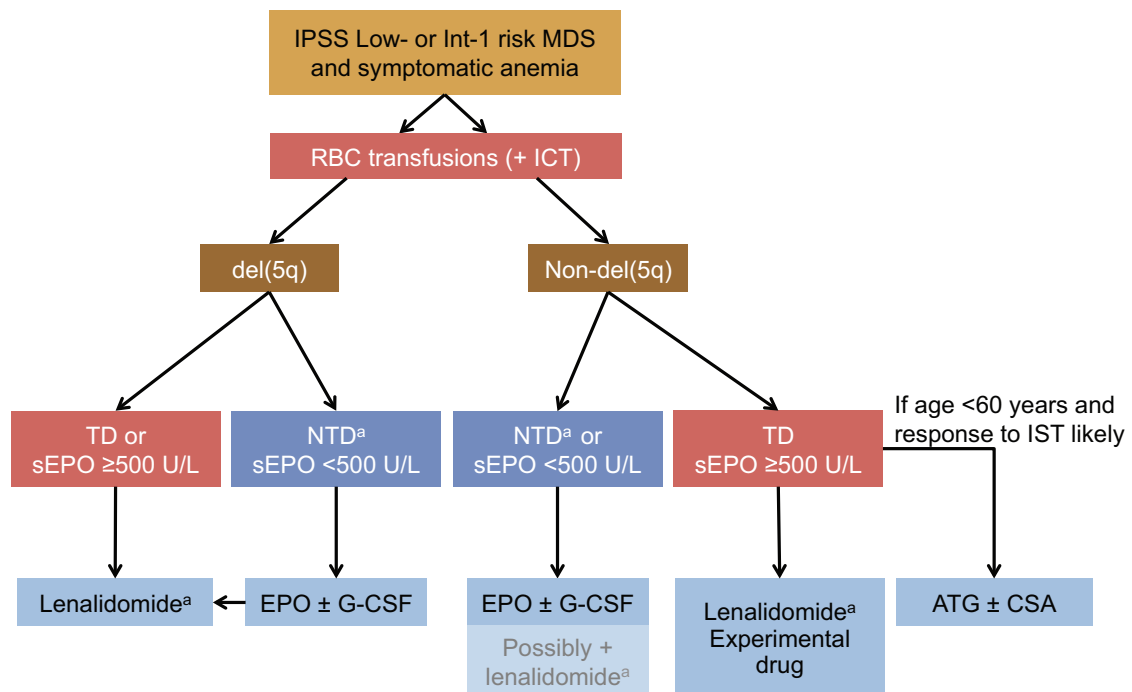 IPSS Low- or Int-1 risk MDS
and symptomatic anemia
RBC transfusions (+ ICT)
del(5q)
Non-del(5q)
If age <60 years and
response to IST likely
TD or
sEPO ≥500 U/L
NTDᵃ
sEPO <500 U/L
NTDᵃ or
sEPO <500 U/L
TD
sEPO ≥500 U/L
Lenalidomideᵃ
EPO ± G-CSF
EPO ± G-CSF
Possibly +
lenalidomideᵃ
Lenalidomideᵃ
Experimental
drug
ATG ± CSA